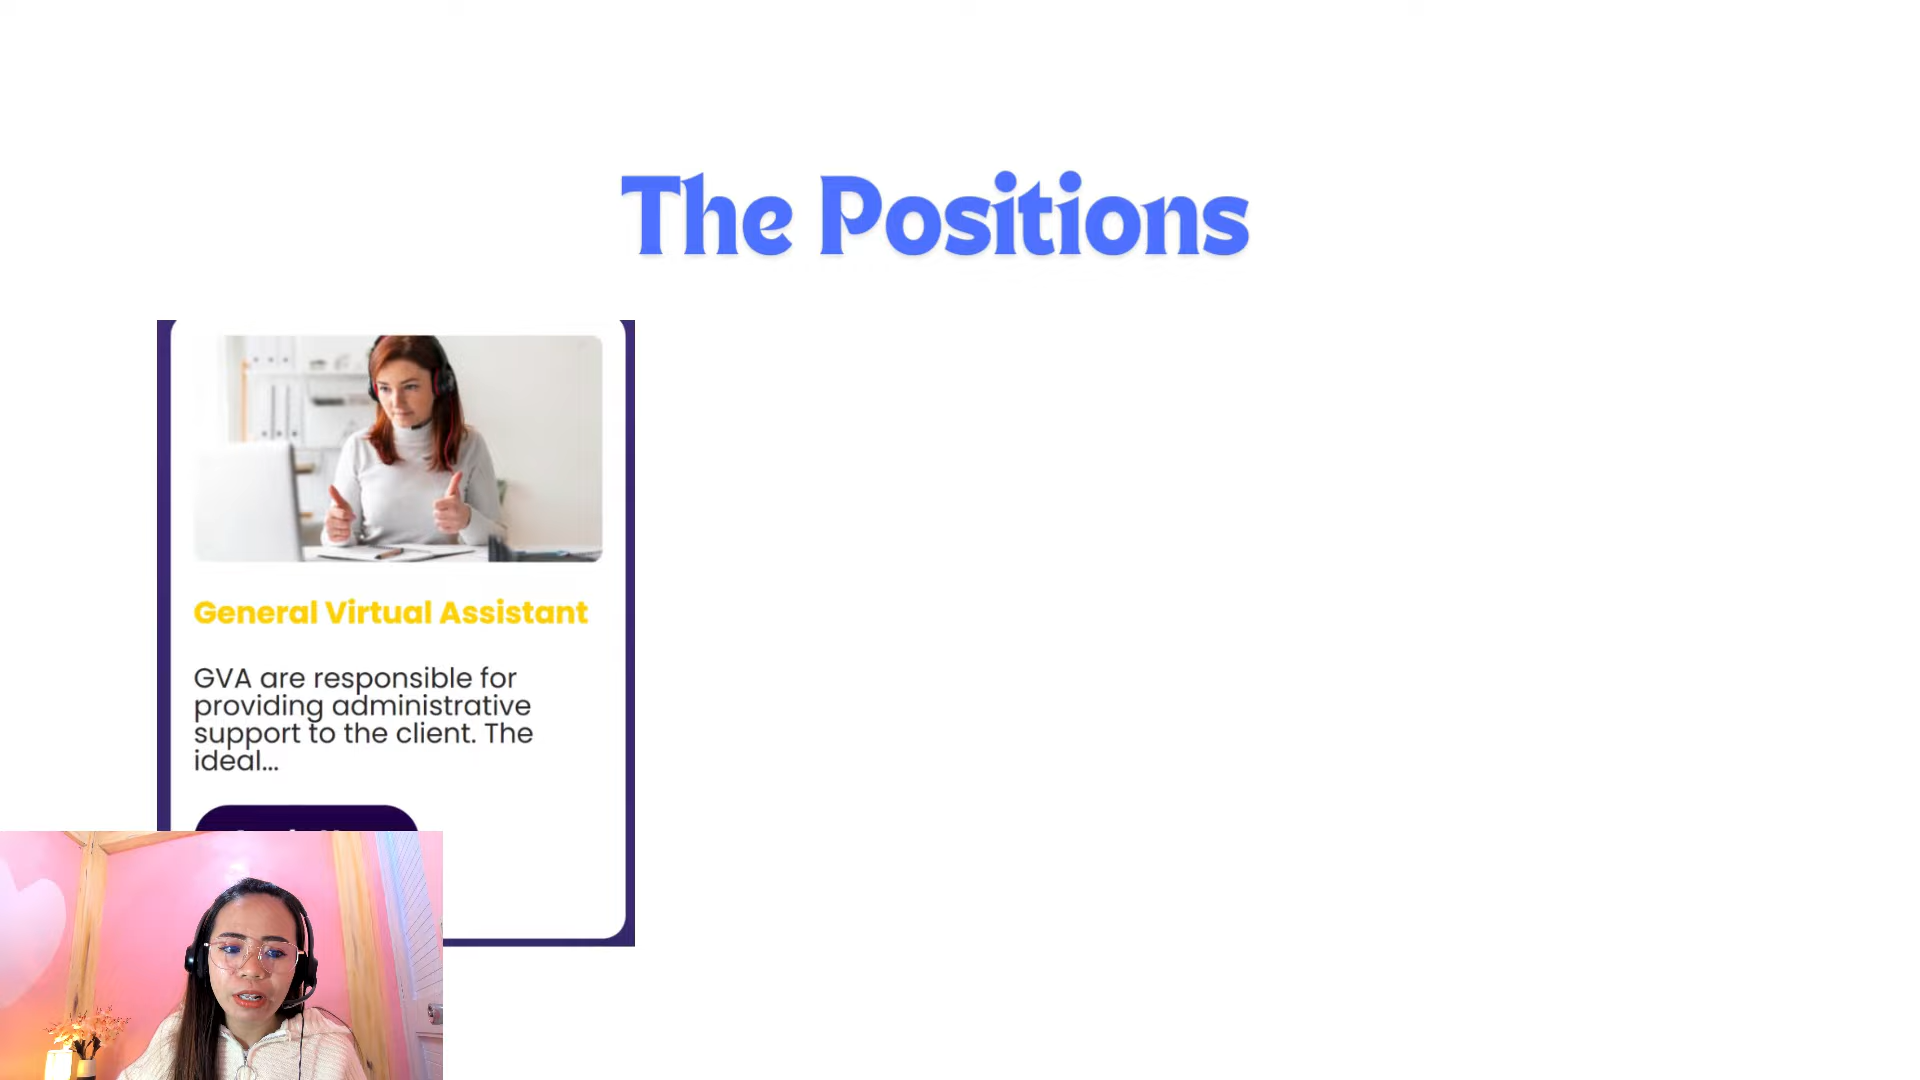 The Positions
General Virtual Assistant
GVA are responsible for
providing administrative
support to the client. The
ideal...